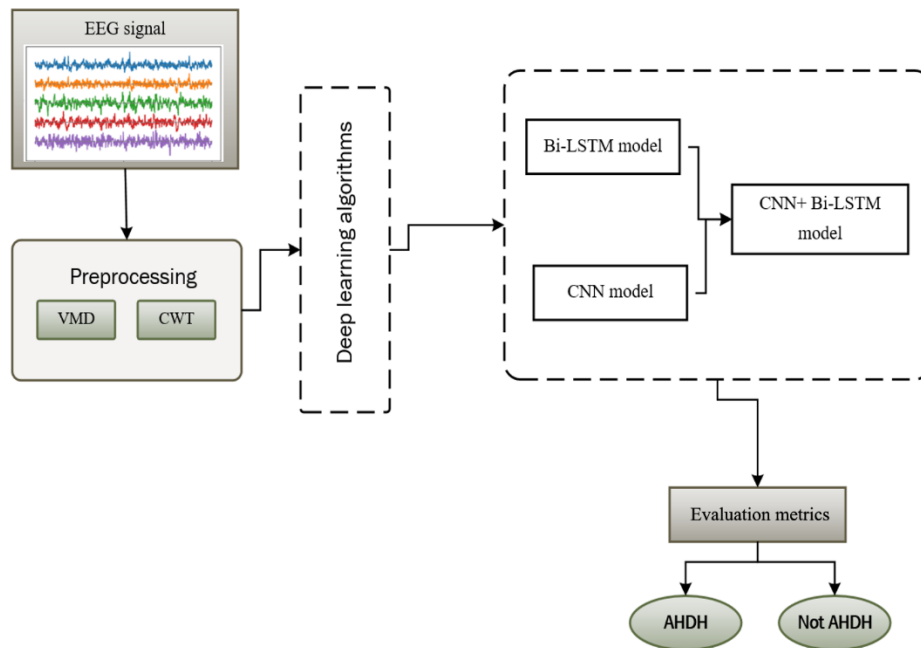 EEG signal
Preprocessing
VMD
CWT
Deep learning algorithms
Bi-LSTM model
CNN model
CNN+ Bi-LSTM
model
Evaluation metrics
AHDH
Not AHDH